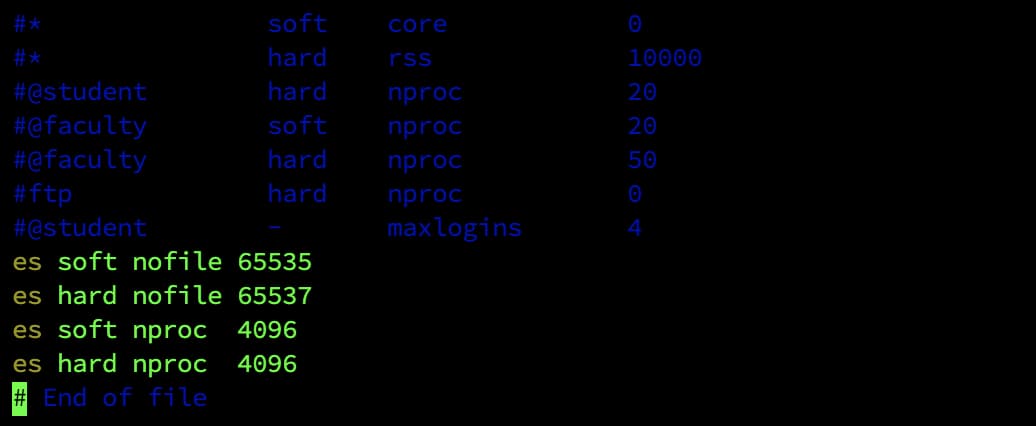 #*               soft    core            0
#*               hard    rss             10000
#@student        hard    nproc           20
#@faculty        soft    nproc           20
#@faculty        hard    nproc           50
#ftp             hard    nproc           0
#@student        -       maxlogins       4
es soft nofile 65535
es hard nofile 65537
es soft nproc  4096
es hard nproc  4096
# End of file